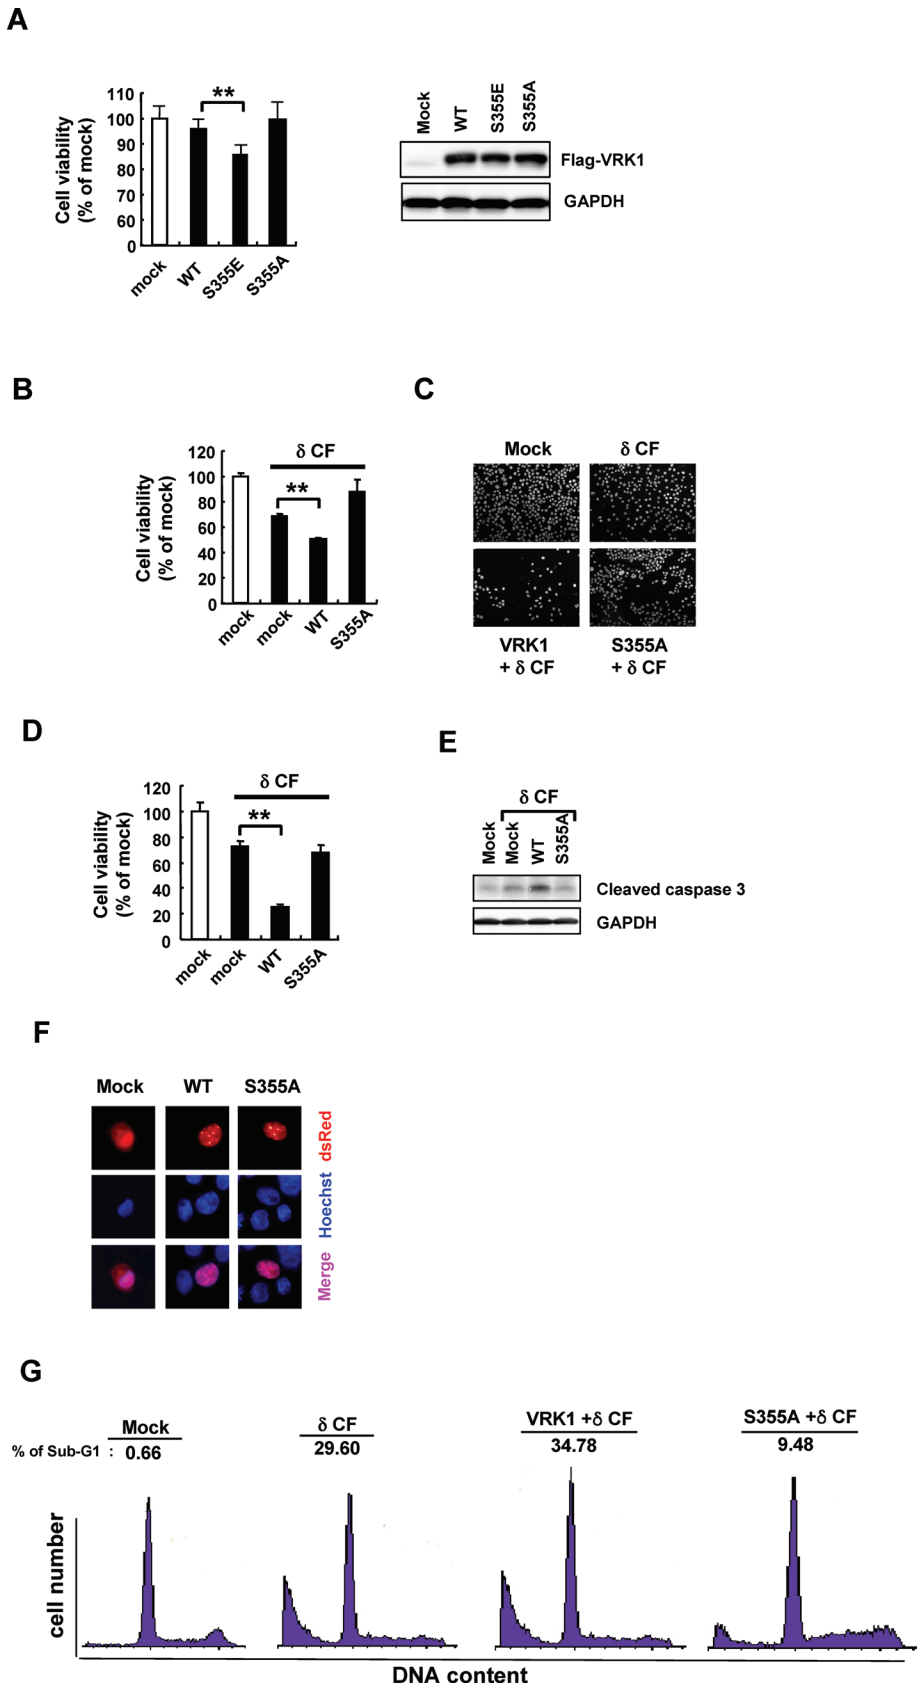 A
Cell viability
(% of mock)
110
100
90
80
70
60
0
**
mock
WT
S355E
S355A
Mock
WT
S355E
S355A
Flag-VRK1
GAPDH
B
Cell viability
(% of mock)
120
100
80
60
40
20
0
δ CF
**
mock
mock
WT
S355A
C
Mock
δ CF
VRK1
+ δ CF
S355A
+ δ CF
D
Cell viability
(% of mock)
120
100
80
60
40
20
0
δ CF
**
mock
mock
WT
S355A
E
δ CF
Mock
Mock
WT
S355A
Cleaved caspase 3
GAPDH
F
Mock
WT
S355A
dsRed
Hoechst
Merge
G
Mock
δ CF
VRK1 +δ CF
S355A +δ CF
% of Sub-G1 : 0.66
29.60
34.78
9.48
cell number
DNA content